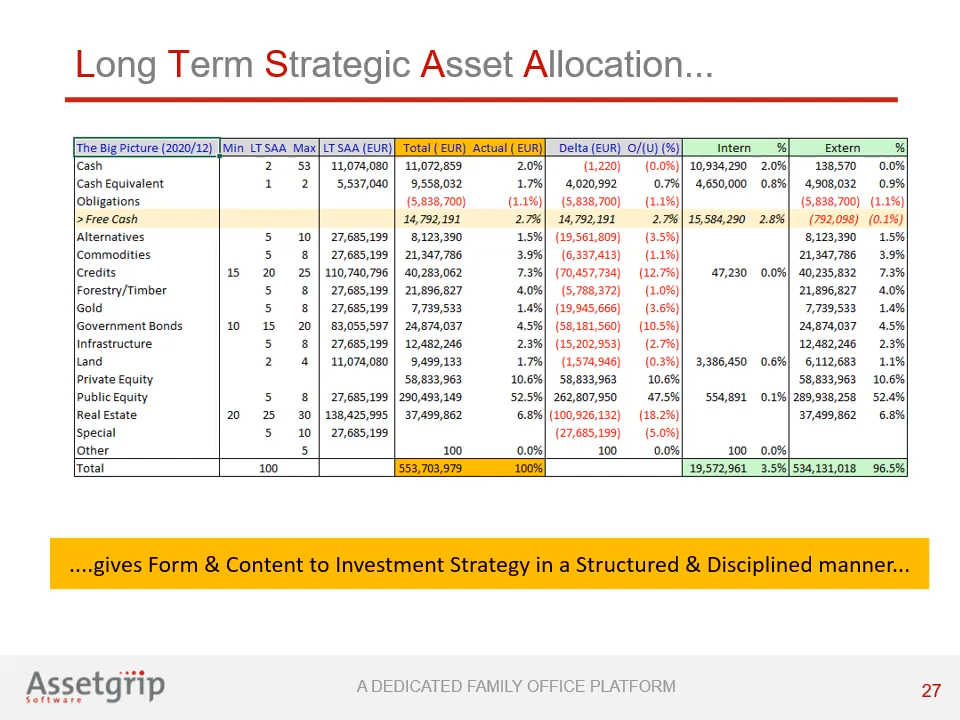 Long Term Strategic Asset Allocation...
The Big Picture (2020/12) Min LT SAA Max LT SAA (EUR) Total ( EUR) Actual ( EUR) Delta (EUR) O/(U) (%) Intern % Extern %
Cash 2 53 11,074,080 11,072,859 2.0% (1,220) (0.0%) 10,934,290 2.0% 138,570 0.0%
Cash Equivalent 1 2 5,537,040 9,558,032 1.7% 4,020,992 0.7% 4,650,000 0.8% 4,908,032 0.9%
Obligations (5,838,700) (1.1%) (5,838,700) (1.1%) (5,838,700) (1.1%)
> Free Cash 14,792,191 2.7% 14,792,191 2.7% 15,584,290 2.8% (792,098) (0.1%)
Alternatives 5 10 27,685,199 8,123,390 1.5% (19,561,809) (3.5%) 8,123,390 1.5%
Commodities 5 8 27,685,199 21,347,786 3.9% (6,337,413) (1.1%) 21,347,786 3.9%
Credits 15 20 25 110,740,796 40,283,062 7.3% (70,457,734) (12.7%) 47,230 0.0% 40,235,832 7.3%
Forestry/Timber 5 8 27,685,199 21,896,827 4.0% (5,788,372) (1.0%) 21,896,827 4.0%
Gold 5 8 27,685,199 7,739,533 1.4% (19,945,666) (3.6%) 7,739,533 1.4%
Government Bonds 10 15 20 83,055,597 24,874,037 4.5% (58,181,560) (10.5%) 24,874,037 4.5%
Infrastructure 5 8 27,685,199 12,482,246 2.3% (15,202,953) (2.7%) 12,482,246 2.3%
Land 2 4 11,074,080 9,499,133 1.7% (1,574,946) (0.3%) 3,386,450 0.6% 6,112,683 1.1%
Private Equity 58,833,963 10.6% 58,833,963 10.6% 58,833,963 10.6%
Public Equity 5 8 27,685,199 290,493,149 52.5% 262,807,950 47.5% 554,891 0.1% 289,938,258 52.4%
Real Estate 20 25 30 138,425,995 37,499,862 6.8% (100,926,132) (18.2%) 37,499,862 6.8%
Special 5 10 27,685,199 (27,685,199) (5.0%)
Other 5 100 0.0% 100 0.0% 100 0.0%
Total 100 553,703,979 100% 19,572,961 3.5% 534,131,018 96.5%
....gives Form & Content to Investment Strategy in a Structured & Disciplined manner...
Assetgrip
Software
A DEDICATED FAMILY OFFICE PLATFORM
27